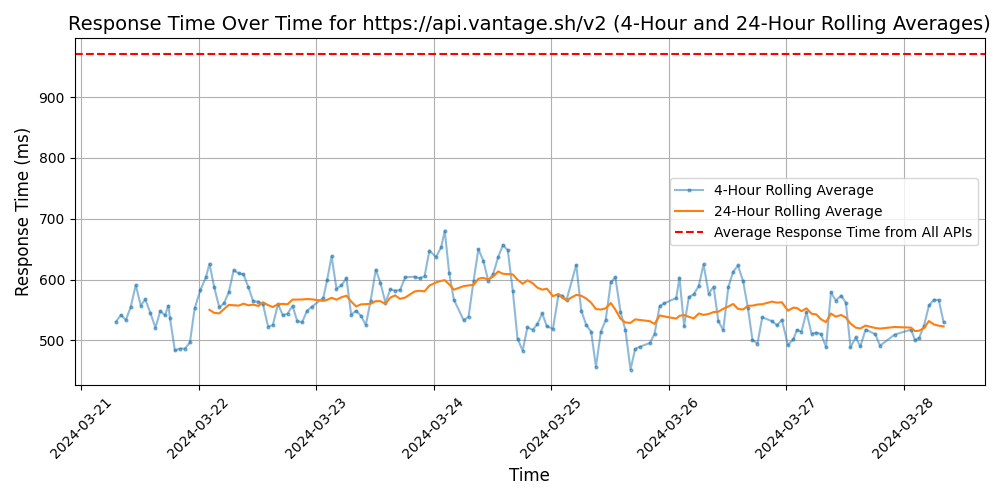 Response Time Over Time for https://api.vantage.sh/v2 (4-Hour and 24-Hour Rolling Averages)
Response Time (ms)
900
800
700
600
500
4-Hour Rolling Average
24-Hour Rolling Average
Average Response Time from All APIs
2024-03-21
2024-03-22
2024-03-23
2024-03-24
2024-03-25
2024-03-26
2024-03-27
2024-03-28
Time